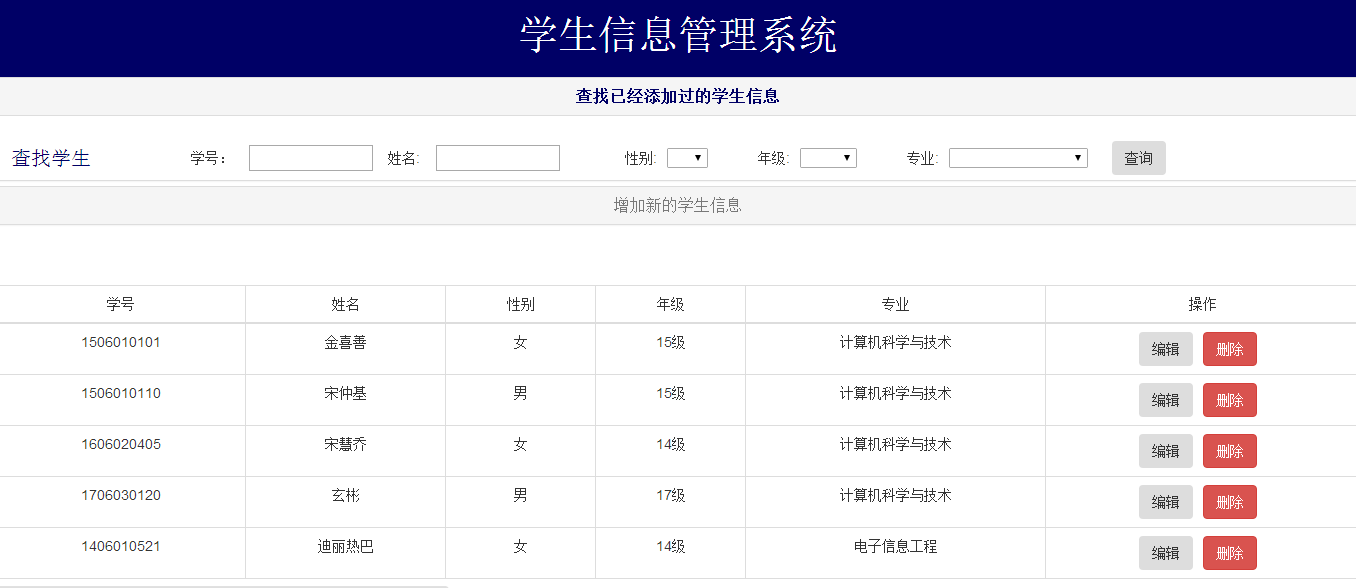 学生信息管理系统
查找已经添加过的学生信息
查找学生 学号： 姓名: 性别: 年级: 专业: 查询
增加新的学生信息
学号 姓名 性别 年级 专业 操作
1506010101 金喜善 女 15级 计算机科学与技术 编辑 删除
1506010110 宋仲基 男 15级 计算机科学与技术 编辑 删除
1606020405 宋慧乔 女 14级 计算机科学与技术 编辑 删除
1706030120 玄彬 男 17级 计算机科学与技术 编辑 删除
1406010521 迪丽热巴 女 14级 电子信息工程 编辑 删除